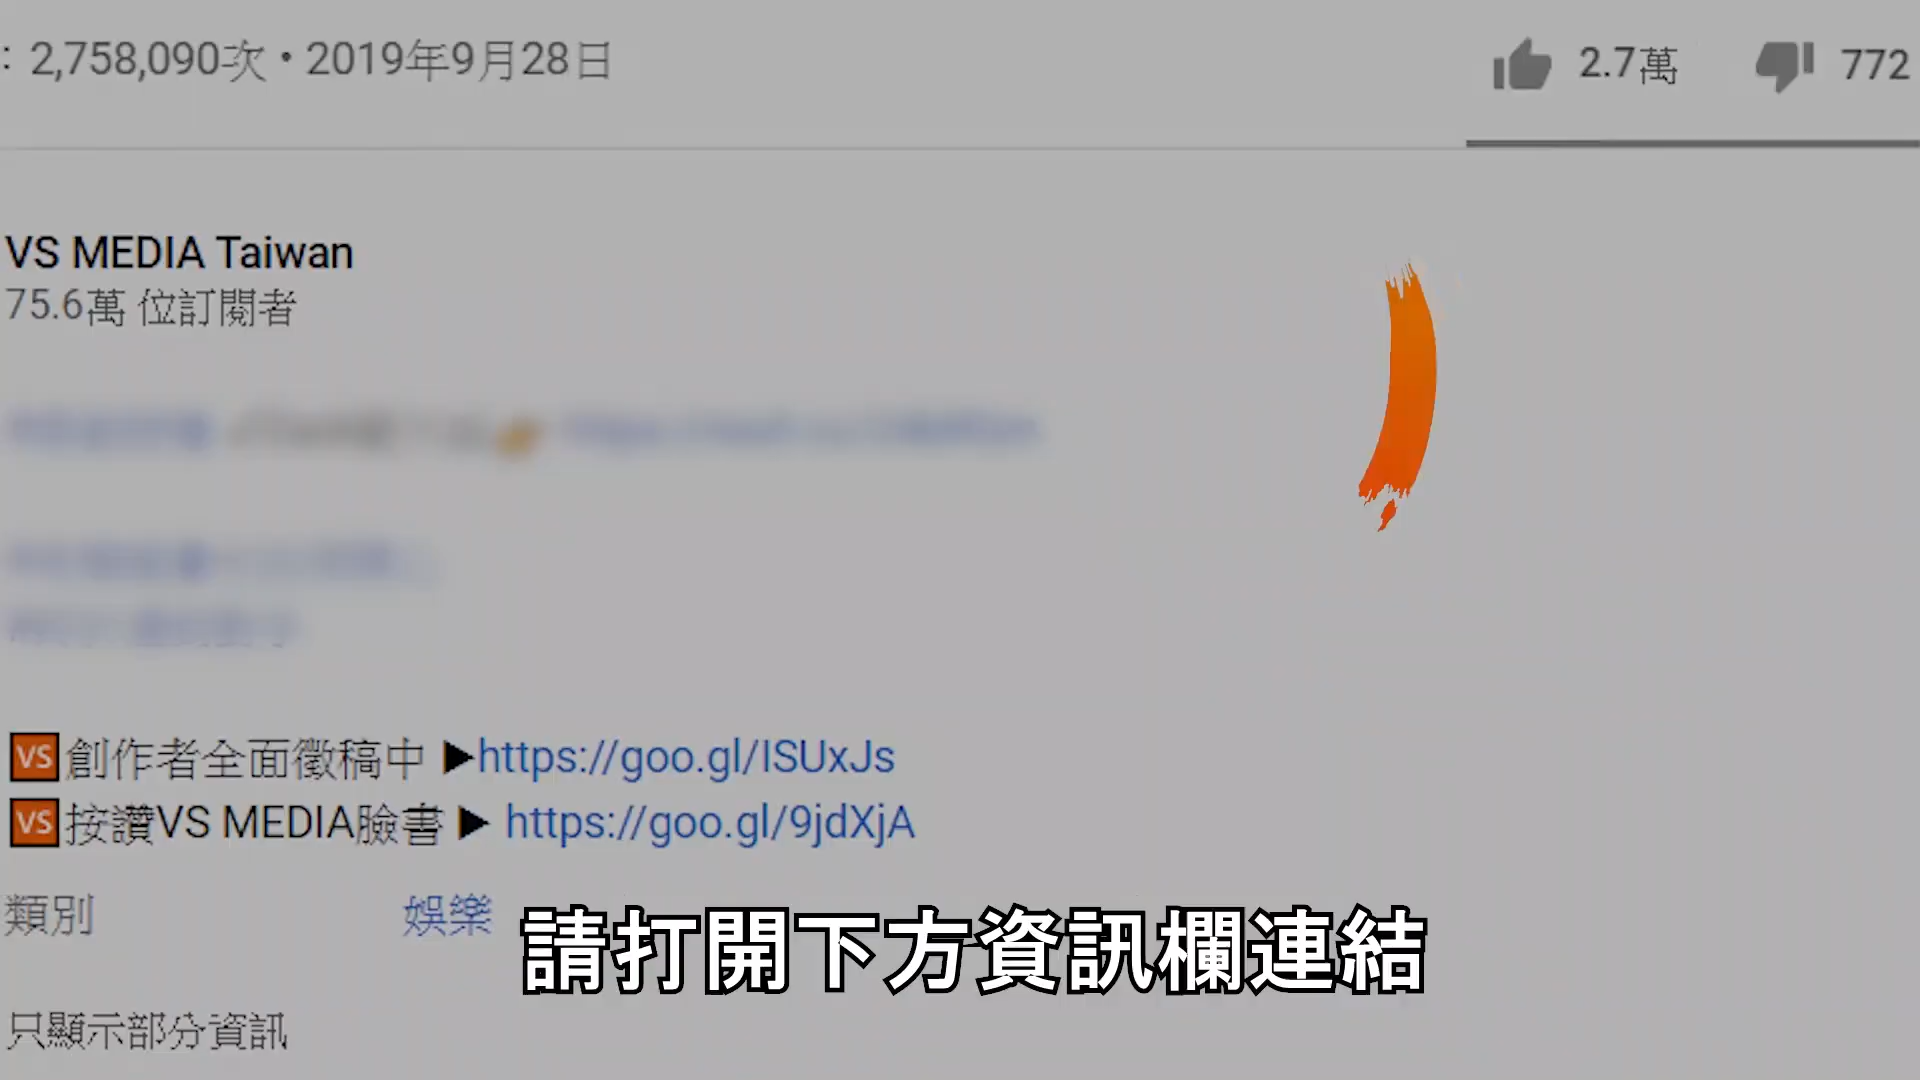 : 2,758,090次 • 2019年9月28日
2.7萬 772
VS MEDIA Taiwan
75.6萬 位訂閱者
VS 創作者全面徵稿中 ▶https://goo.gl/ISUxJs
VS 按讚VS MEDIA臉書 ▶ https://goo.gl/9jdXjA
類別 娛樂
請打開下方資訊欄連結
只顯示部分資訊